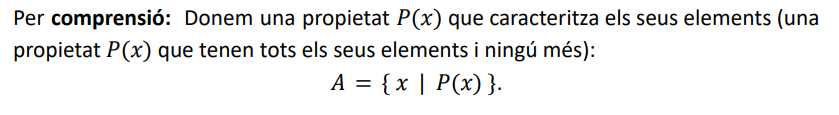 Per comprensió: Donem una propietat P(x) que caracteritza els seus elements (una
propietat P(x) que tenen tots els seus elements i ningú més):
A = { x | P(x) }.